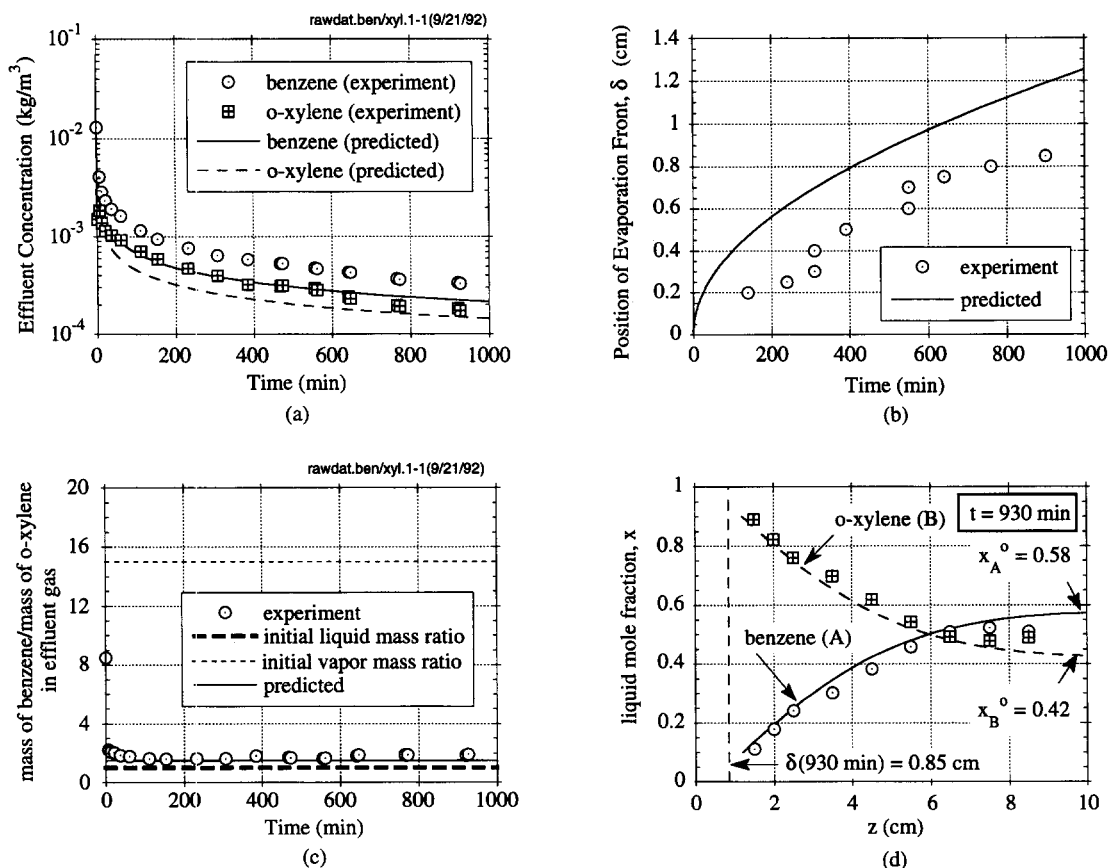 rawdat.ben/xyl.1-1(9/21/92)
Effluent Concentration (kg/m³)
10⁻¹
10⁻²
10⁻³
10⁻⁴
benzene (experiment)
o-xylene (experiment)
benzene (predicted)
o-xylene (predicted)
0 200 400 600 800 1000
Time (min)
(a)
Position of Evaporation Front, δ (cm)
1.4
1.2
1
0.8
0.6
0.4
0.2
0
experiment
predicted
0 200 400 600 800 1000
Time (min)
(b)
rawdat.ben/xyl.1-1(9/21/92)
mass of benzene/mass of o-xylene
in effluent gas
20
16
12
8
4
0
experiment
initial liquid mass ratio
initial vapor mass ratio
predicted
0 200 400 600 800 1000
Time (min)
(c)
liquid mole fraction, x
1
0.8
0.6
0.4
0.2
0
t = 930 min
o-xylene (B)
x_A° = 0.58
benzene (A)
x_B° = 0.42
δ(930 min) = 0.85 cm
0 2 4 6 8 10
z (cm)
(d)